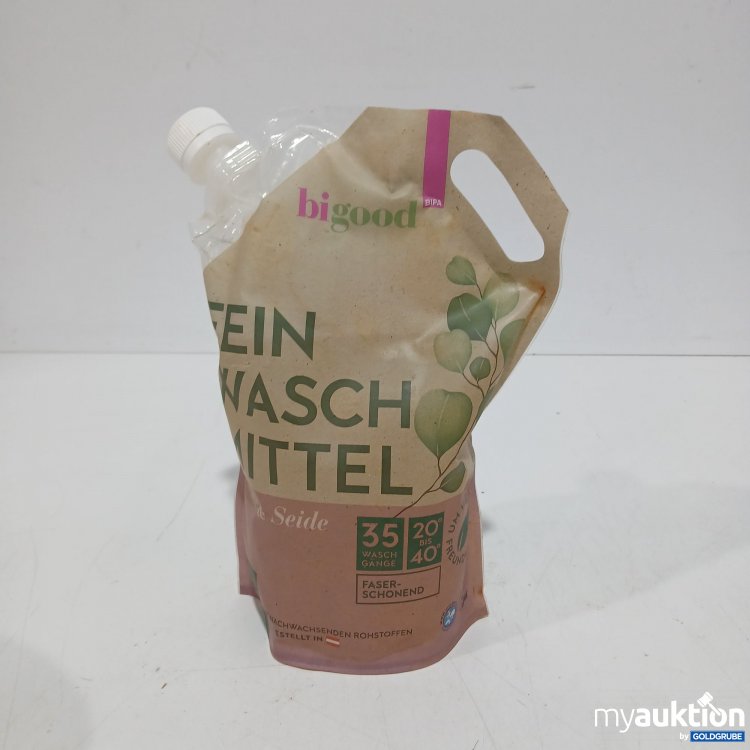 BIPA
bigood
FEIN
WASCH
MITTEL
& Seide
35
WASCH
GÄNGE
20°
BIS
40°
FASER-
SCHONEND
NACHWACHSENDEN ROHSTOFFEN
ESTELLT IN
myauktion
by GOLDGRUBE